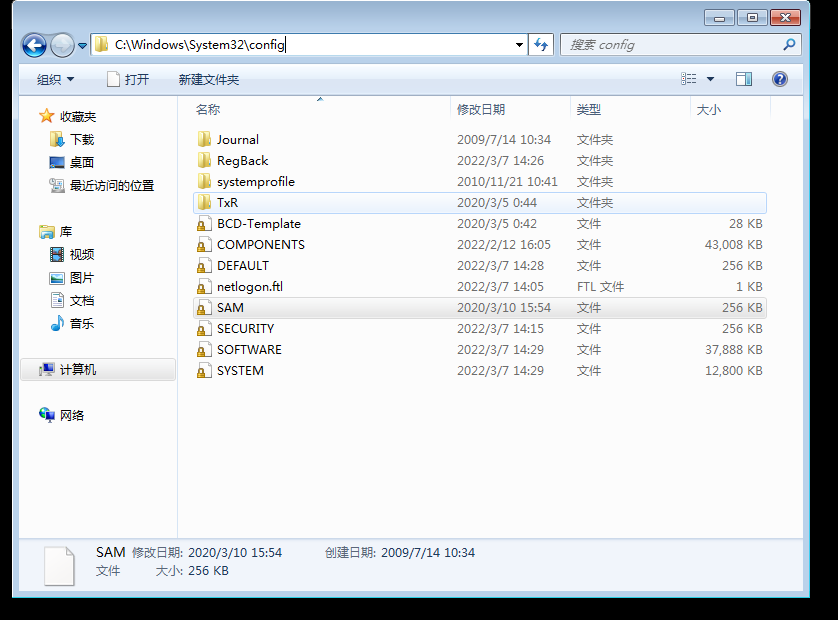 C:\Windows\System32\config
搜索 config
组织 打开 新建文件夹
收藏夹
下载
桌面
最近访问的位置
库
视频
图片
文档
音乐
计算机
网络
名称 修改日期 类型 大小
Journal 2009/7/14 10:34 文件夹
RegBack 2022/3/7 14:26 文件夹
systemprofile 2010/11/21 10:41 文件夹
TxR 2020/3/5 0:44 文件夹
BCD-Template 2020/3/5 0:42 文件 28 KB
COMPONENTS 2022/2/12 16:05 文件 43,008 KB
DEFAULT 2022/3/7 14:28 文件 256 KB
netlogon.ftl 2022/3/7 14:05 FTL 文件 1 KB
SAM 2020/3/10 15:54 文件 256 KB
SECURITY 2022/3/7 14:15 文件 256 KB
SOFTWARE 2022/3/7 14:29 文件 37,888 KB
SYSTEM 2022/3/7 14:29 文件 12,800 KB
SAM 修改日期: 2020/3/10 15:54 创建日期: 2009/7/14 10:34
文件 大小: 256 KB